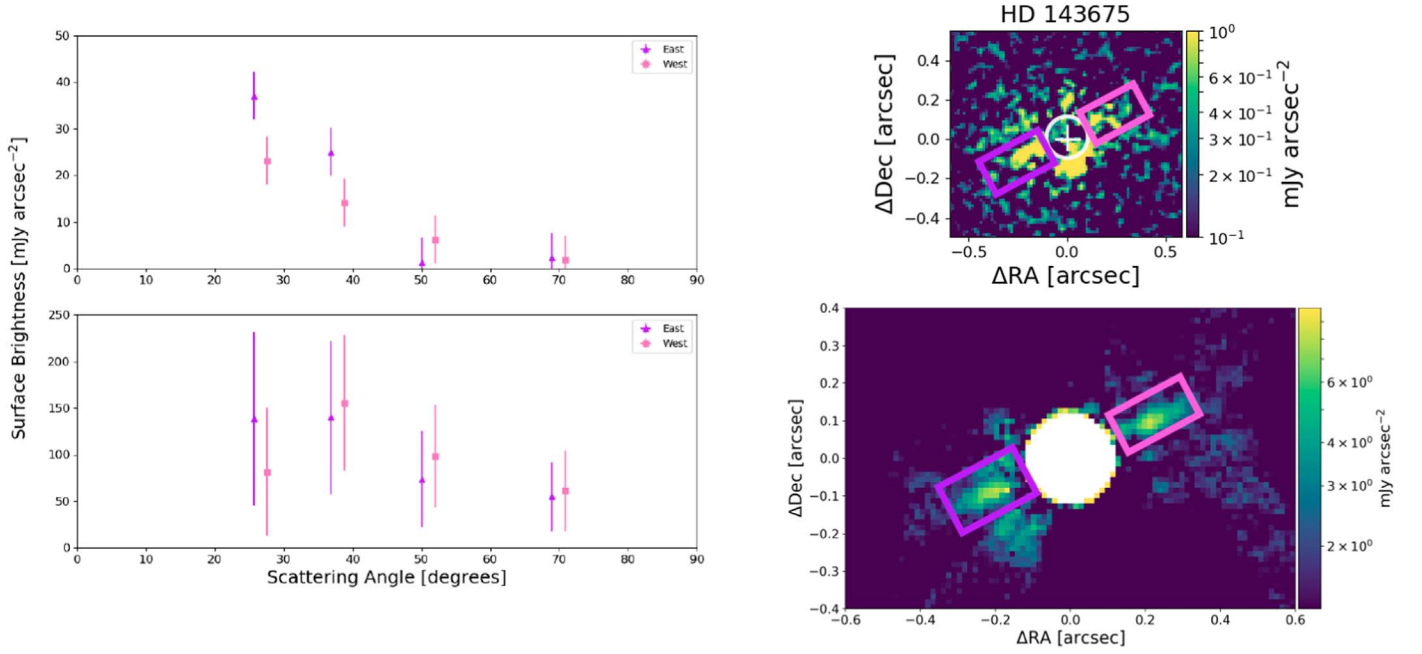 Surface Brightness [mJy arcsec⁻²]
50
40
30
20
10
0
East
West
0 10 20 30 40 50 60 70 80 90
250
200
150
100
50
0
East
West
0 10 20 30 40 50 60 70 80 90
Scattering Angle [degrees]
HD 143675
ΔDec [arcsec]
0.4
0.2
0.0
−0.2
−0.4
−0.5 0.0 0.5
ΔRA [arcsec]
10⁰
6 × 10⁻¹
4 × 10⁻¹
3 × 10⁻¹
2 × 10⁻¹
10⁻¹
mJy arcsec⁻²
ΔDec [arcsec]
0.4
0.3
0.2
0.1
0.0
−0.1
−0.2
−0.3
−0.4
−0.6 −0.4 −0.2 0.0 0.2 0.4 0.6
ΔRA [arcsec]
6 × 10⁰
4 × 10⁰
3 × 10⁰
2 × 10⁰
mJy arcsec⁻²